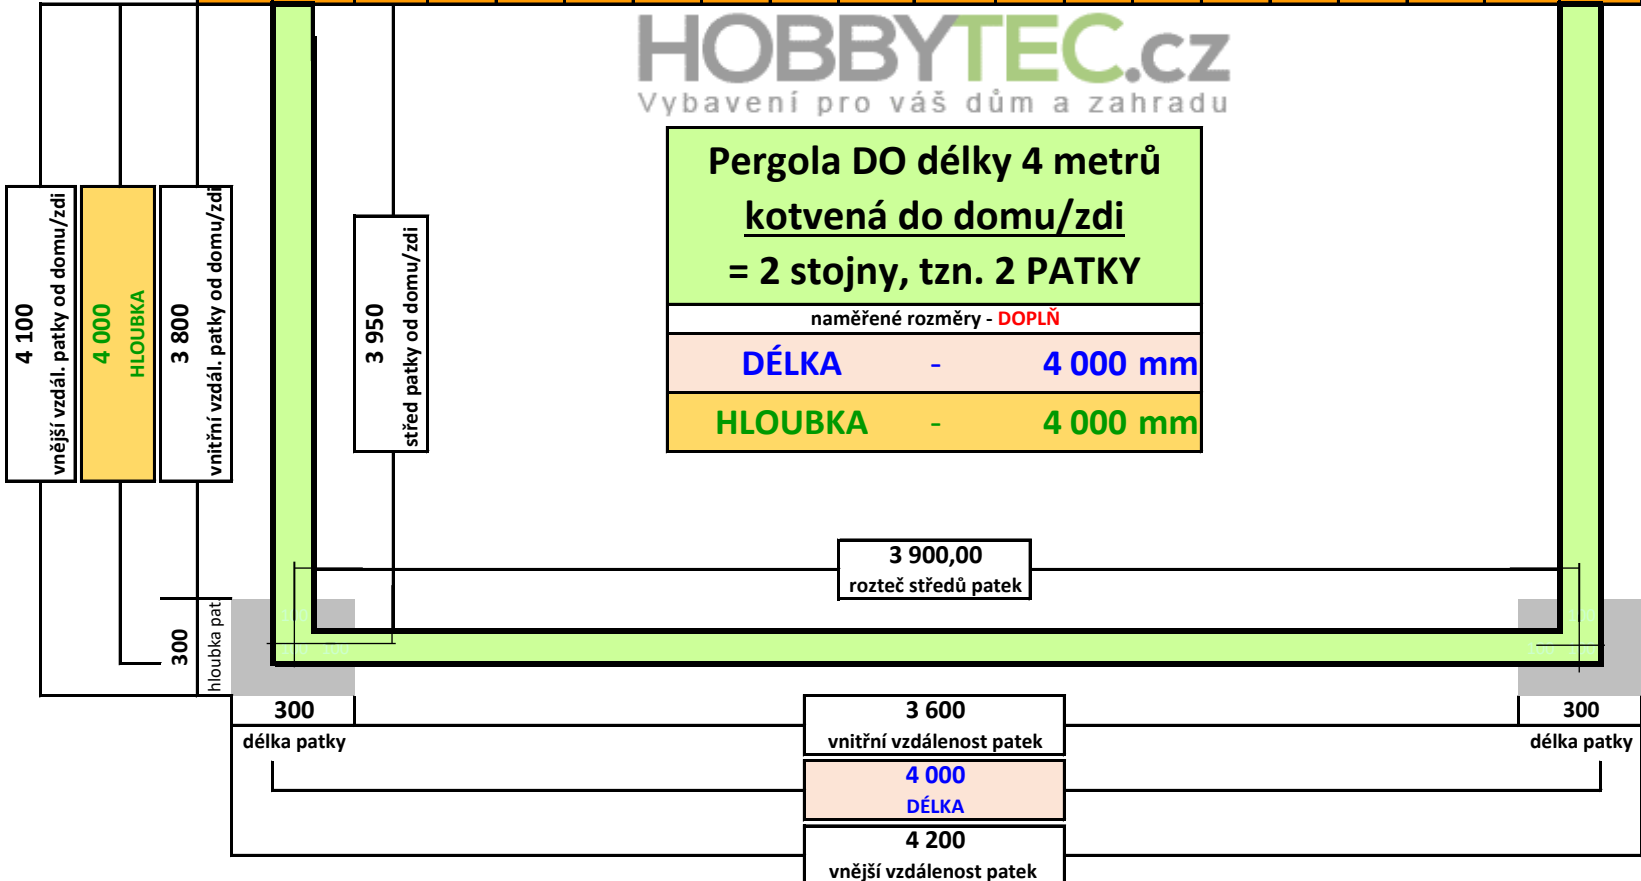 HOBBYTEC.cz
Vybavení pro váš dům a zahradu
Pergola DO délky 4 metrů
kotvená do domu/zdi
= 2 stojny, tzn. 2 PATKY
naměřené rozměry - DOPLŇ
DÉLKA - 4 000 mm
HLOUBKA - 4 000 mm
4 100
vnější vzdál. patky od domu/zdi
4 000
HLOUBKA
3 800
vnitřní vzdál. patky od domu/zdi
3 950
střed patky od domu/zdi
3 900,00
rozteč středů patek
300
hloubka pat.
100
100
100
100
300
délka patky
3 600
vnitřní vzdálenost patek
300
délka patky
4 000
DÉLKA
4 200
vnější vzdálenost patek